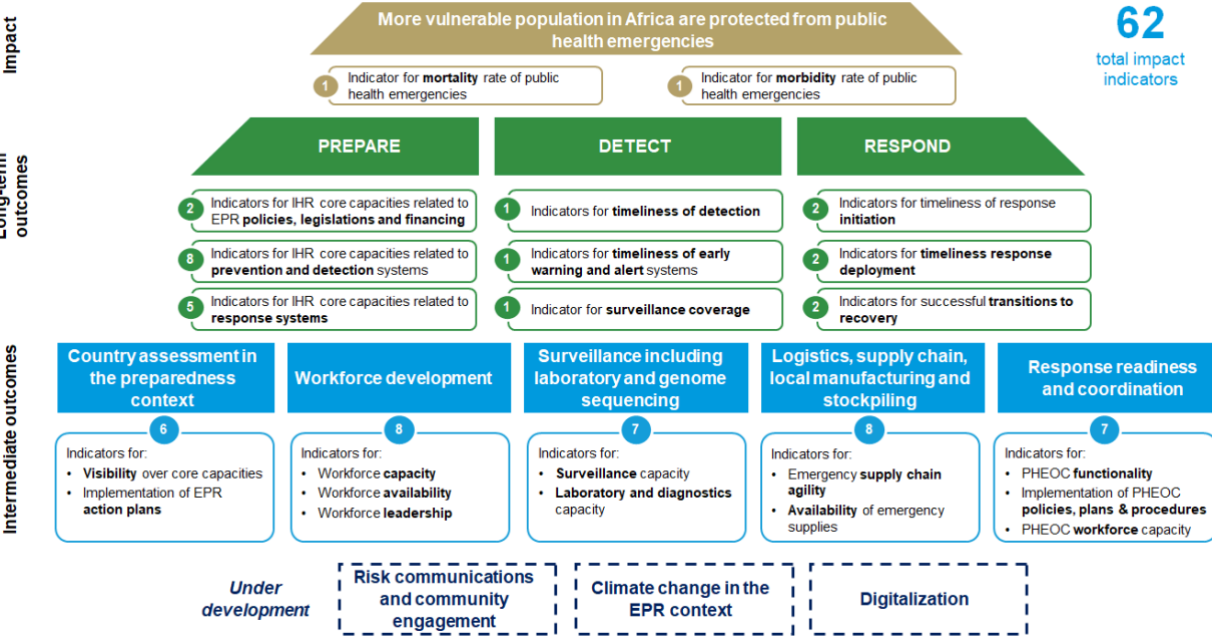 Impact
More vulnerable population in Africa are protected from public
health emergencies
62
total impact
indicators
1
Indicator for mortality rate of public
health emergencies
1
Indicator for morbidity rate of public
health emergencies
Long-term
outcomes
PREPARE
DETECT
RESPOND
2
Indicators for IHR core capacities related to
EPR policies, legislations and financing
1
Indicators for timeliness of detection
2
Indicators for timeliness of response
initiation
8
Indicators for IHR core capacities related to
prevention and detection systems
1
Indicators for timeliness of early
warning and alert systems
2
Indicators for timeliness response
deployment
5
Indicators for IHR core capacities related to
response systems
1
Indicator for surveillance coverage
2
Indicators for successful transitions to
recovery
Intermediate outcomes
Country assessment in
the preparedness
context
6
Indicators for:
• Visibility over core capacities
• Implementation of EPR
action plans
Workforce development
8
Indicators for:
• Workforce capacity
• Workforce availability
• Workforce leadership
Surveillance including
laboratory and genome
sequencing
7
Indicators for:
• Surveillance capacity
• Laboratory and diagnostics
capacity
Logistics, supply chain,
local manufacturing and
stockpiling
8
Indicators for:
• Emergency supply chain
agility
• Availability of emergency
supplies
Response readiness
and coordination
7
Indicators for:
• PHEOC functionality
• Implementation of PHEOC
policies, plans & procedures
• PHEOC workforce capacity
Under
development
Risk communications
and community
engagement
Climate change in the
EPR context
Digitalization